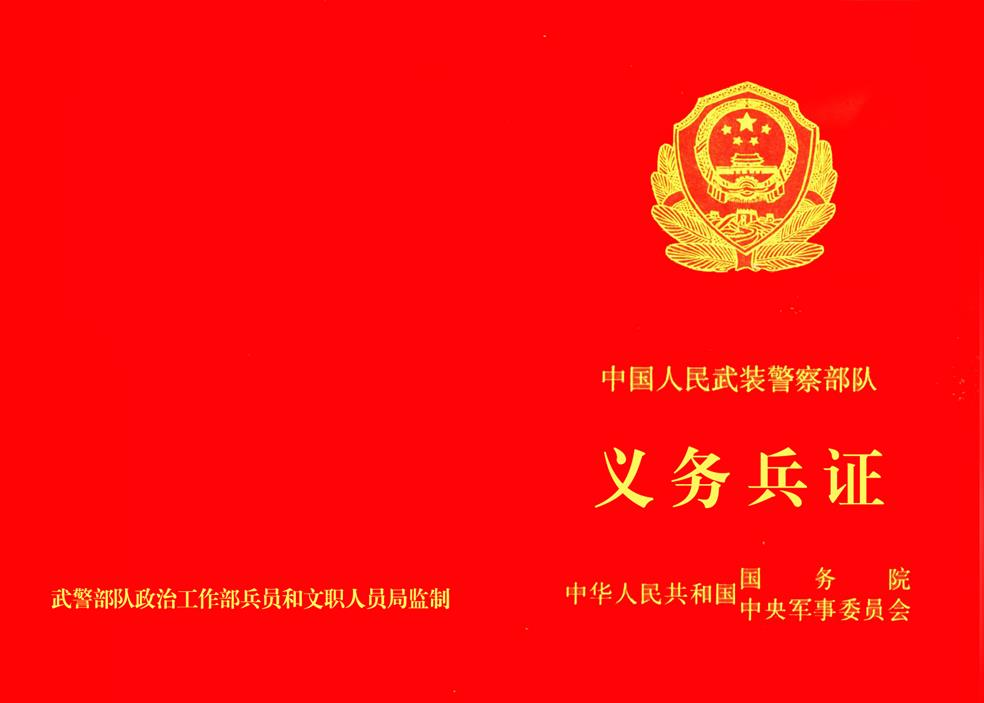 中国人民武装警察部队
义务兵证
中华人民共和国国务院
中央军事委员会
武警部队政治工作部兵员和文职人员局监制